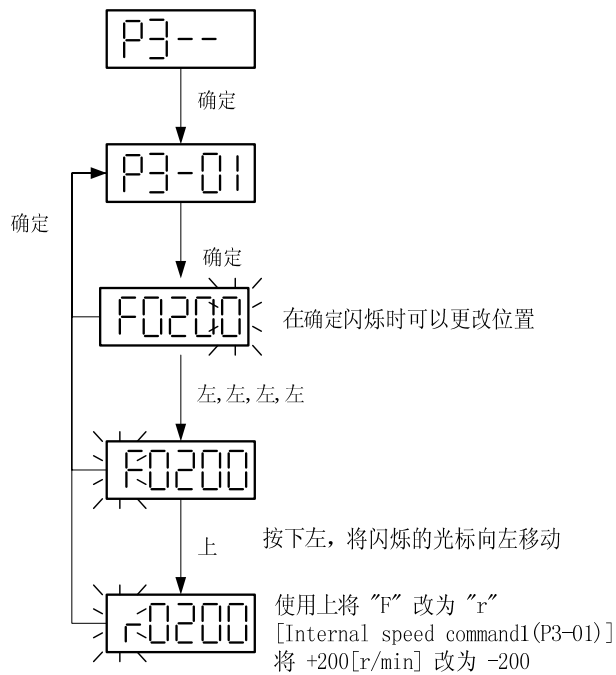 P3--
确定
P3-01
确定
确定
F0200
在确定闪烁时可以更改位置
左,左,左,左
F0200
上
按下左，将闪烁的光标向左移动
r0200
使用上将 "F" 改为 "r"
[Internal speed command1(P3-01)]
将 +200[r/min] 改为 -200